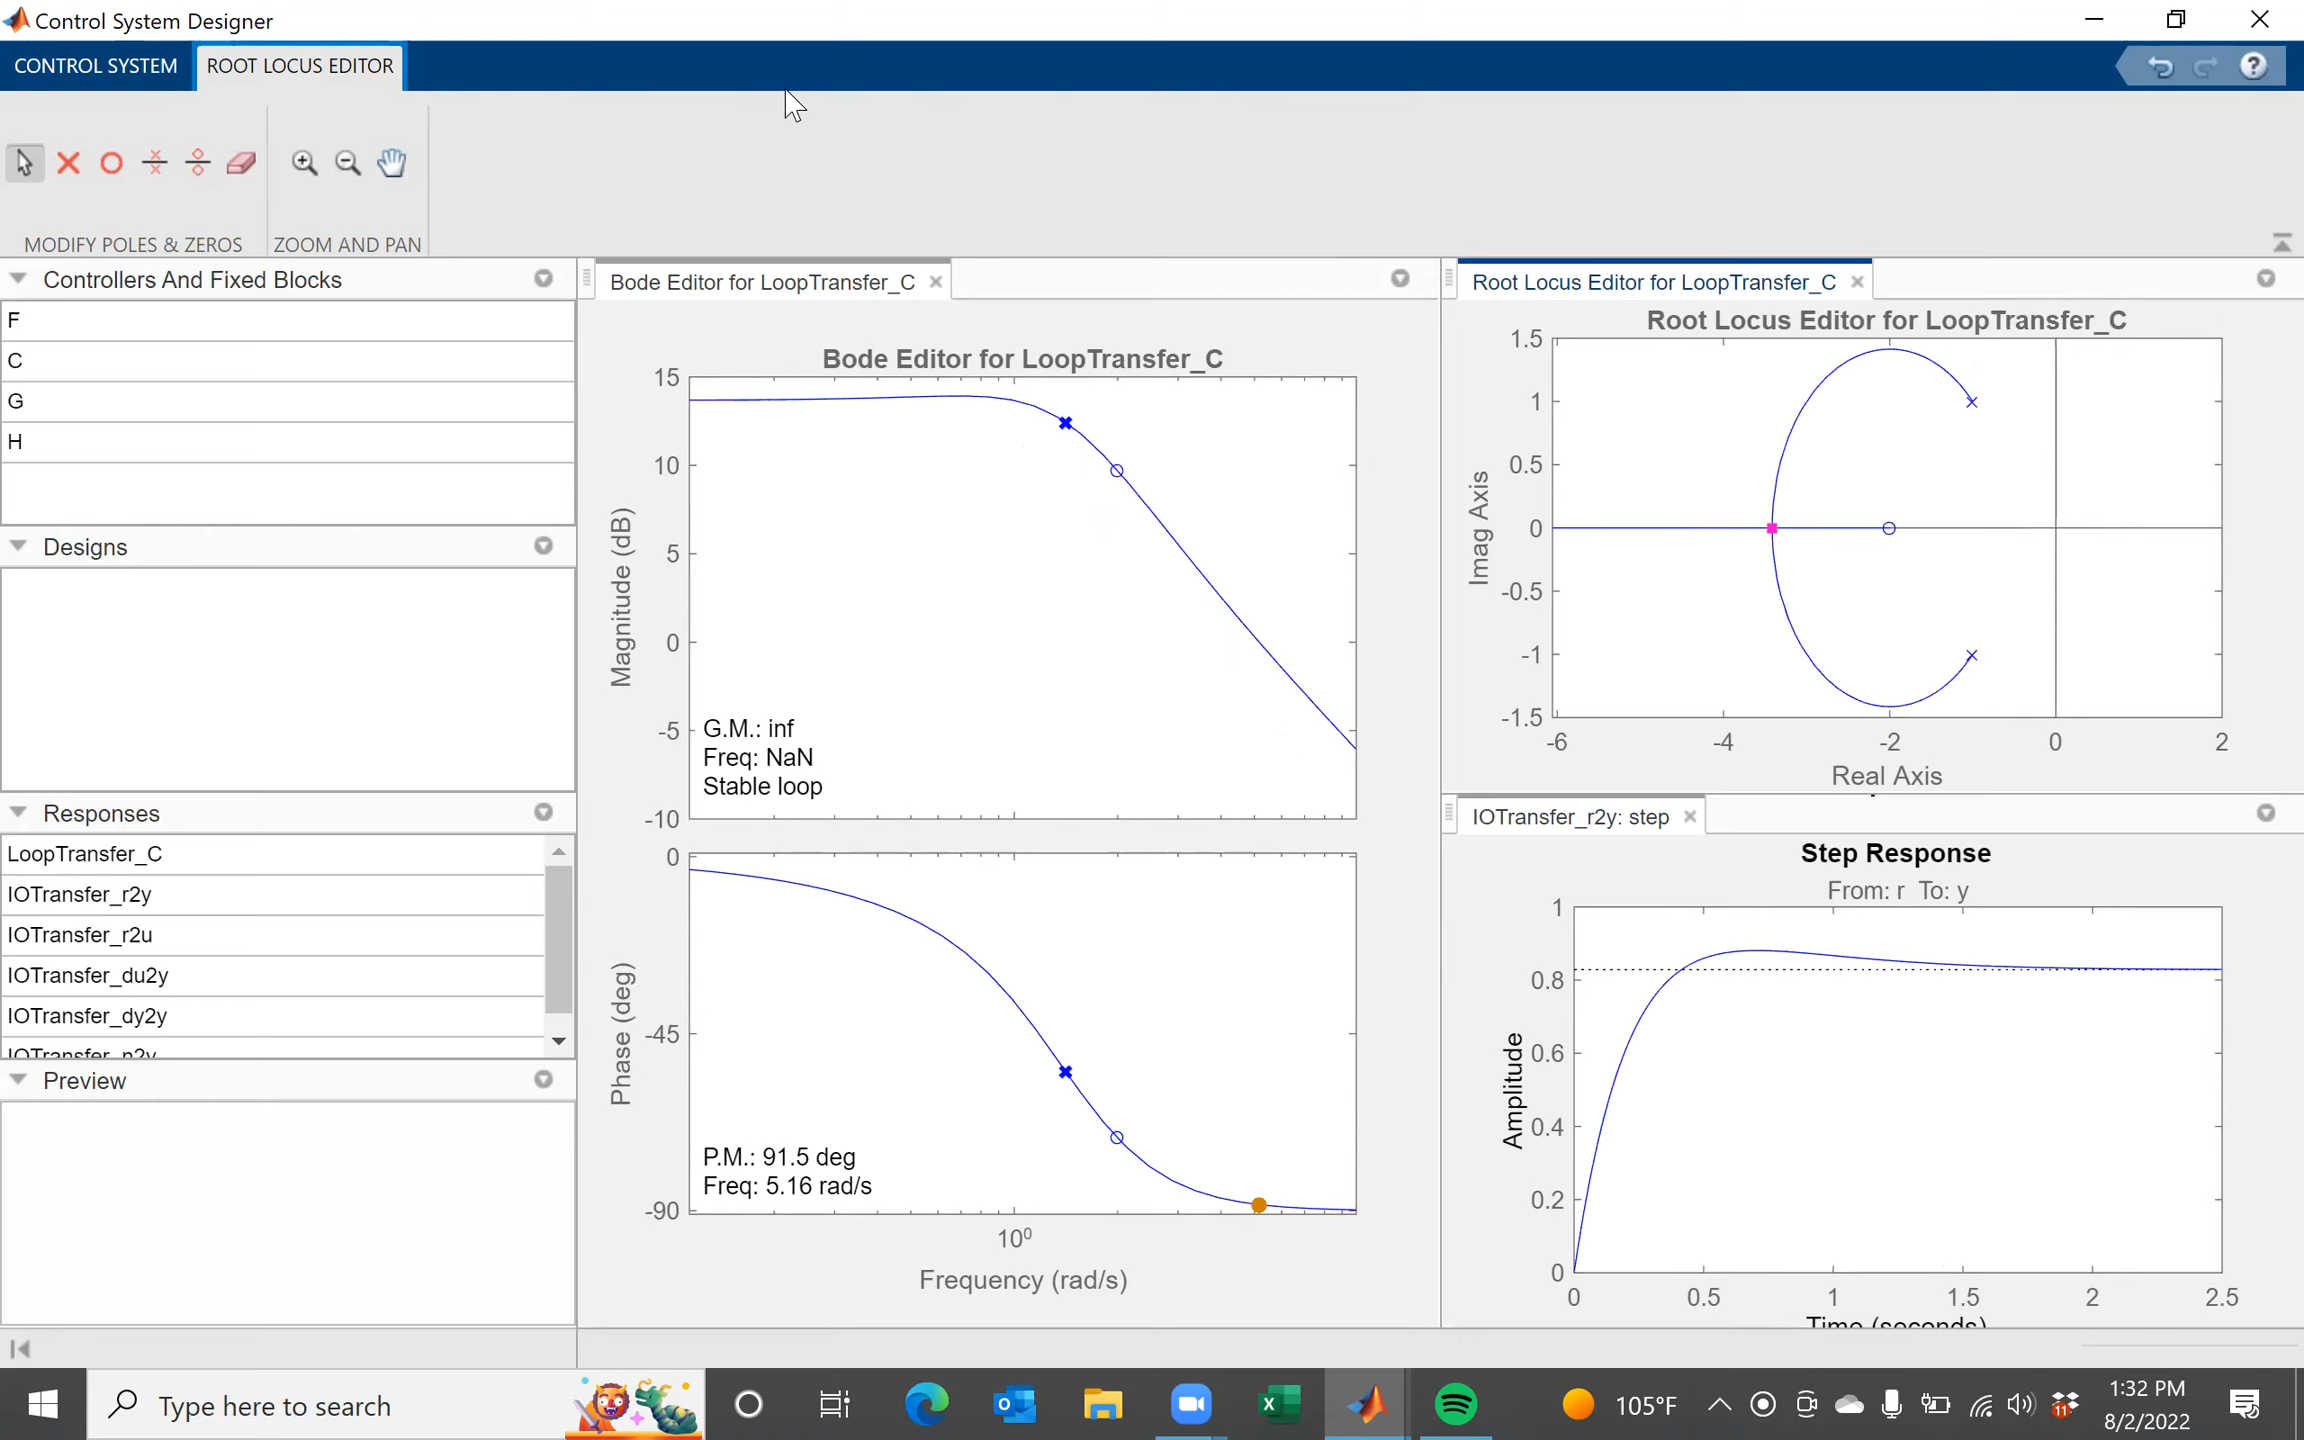 Control System Designer
CONTROL SYSTEM
ROOT LOCUS EDITOR
MODIFY POLES & ZEROS
ZOOM AND PAN
Controllers And Fixed Blocks
F
C
G
H
Designs
Responses
LoopTransfer_C
IOTransfer_r2y
IOTransfer_r2u
IOTransfer_du2y
IOTransfer_dy2y
IOTransfer_n2y
Preview
Bode Editor for LoopTransfer_C
Bode Editor for LoopTransfer_C
15
10
5
0
-5
-10
Magnitude (dB)
G.M.: inf
Freq: NaN
Stable loop
0
-45
-90
Phase (deg)
P.M.: 91.5 deg
Freq: 5.16 rad/s
10⁰
Frequency (rad/s)
Root Locus Editor for LoopTransfer_C
Root Locus Editor for LoopTransfer_C
1.5
1
0.5
0
-0.5
-1
-1.5
Imag Axis
-6 -4 -2 0 2
Real Axis
IOTransfer_r2y: step
Step Response
From: r To: y
1
0.8
0.6
0.4
0.2
0
Amplitude
0 0.5 1 1.5 2 2.5
Time (seconds)
Type here to search
105°F
11
1:32 PM
8/2/2022